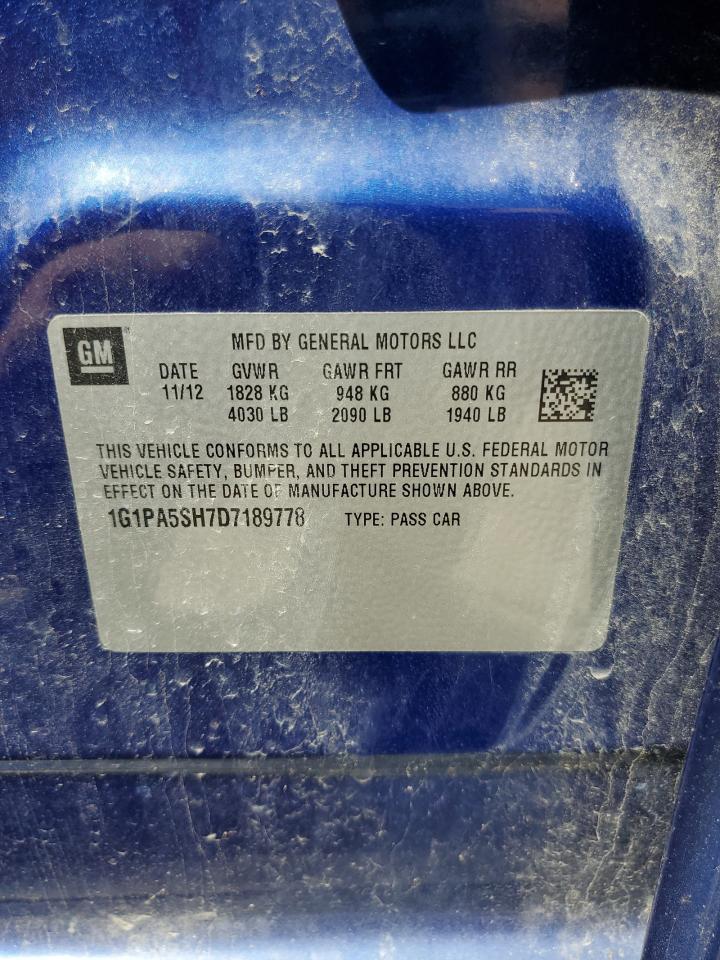 MFD BY GENERAL MOTORS LLC
GM
DATE GVWR GAWR FRT GAWR RR
11/12 1828 KG 948 KG 880 KG
4030 LB 2090 LB 1940 LB
THIS VEHICLE CONFORMS TO ALL APPLICABLE U.S. FEDERAL MOTOR
VEHICLE SAFETY, BUMPER, AND THEFT PREVENTION STANDARDS IN
EFFECT ON THE DATE OF MANUFACTURE SHOWN ABOVE.
1G1PA5SH7D7189778 TYPE: PASS CAR